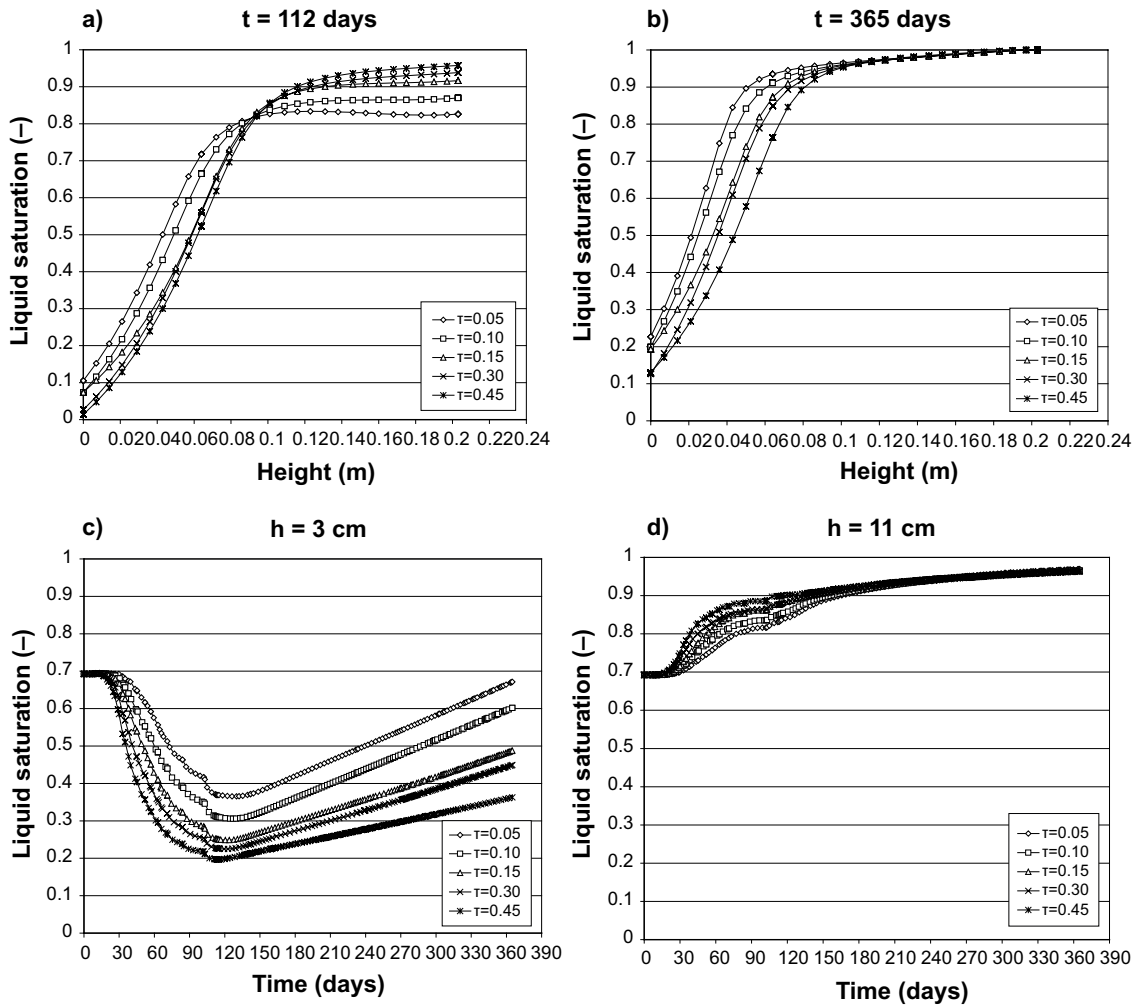 a)
t = 112 days
Liquid saturation (–)
1
0.9
0.8
0.7
0.6
0.5
0.4
0.3
0.2
0.1
0
τ=0.05
τ=0.10
τ=0.15
τ=0.30
τ=0.45
0 0.02 0.04 0.06 0.08 0.1 0.12 0.14 0.16 0.18 0.2 0.22 0.24
Height (m)
b)
t = 365 days
Liquid saturation (–)
1
0.9
0.8
0.7
0.6
0.5
0.4
0.3
0.2
0.1
0
τ=0.05
τ=0.10
τ=0.15
τ=0.30
τ=0.45
0 0.02 0.04 0.06 0.08 0.1 0.12 0.14 0.16 0.18 0.2 0.22 0.24
Height (m)
c)
h = 3 cm
Liquid saturation (–)
1
0.9
0.8
0.7
0.6
0.5
0.4
0.3
0.2
0.1
0
τ=0.05
τ=0.10
τ=0.15
τ=0.30
τ=0.45
0 30 60 90 120 150 180 210 240 270 300 330 360 390
Time (days)
d)
h = 11 cm
Liquid saturation (–)
1
0.9
0.8
0.7
0.6
0.5
0.4
0.3
0.2
0.1
0
τ=0.05
τ=0.10
τ=0.15
τ=0.30
τ=0.45
0 30 60 90 120 150 180 210 240 270 300 330 360 390
Time (days)